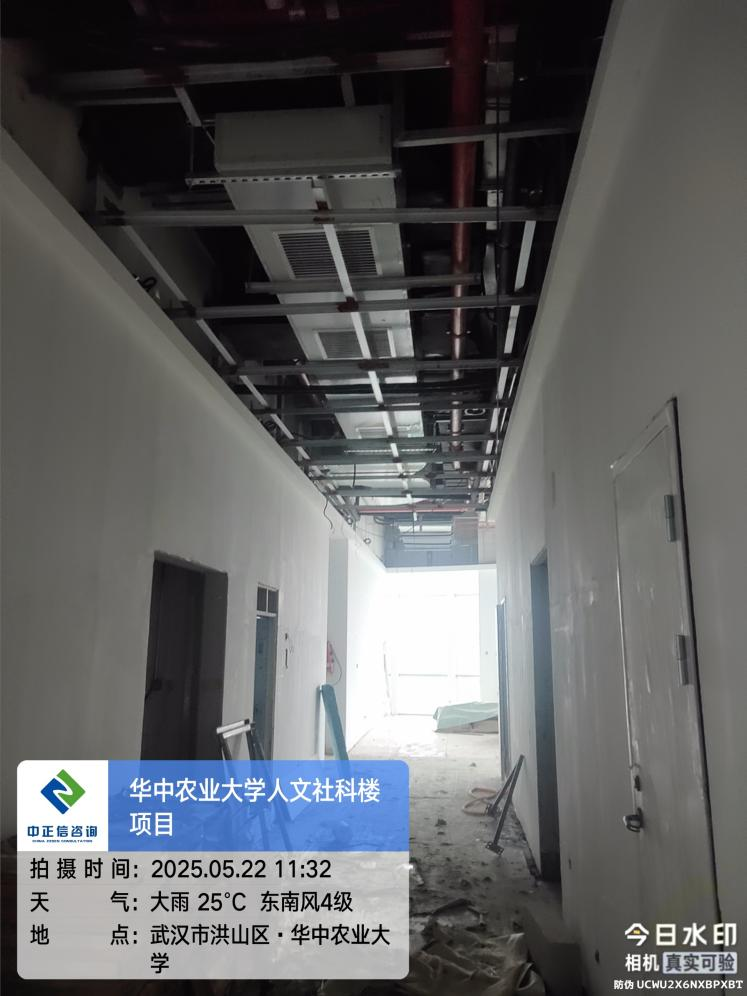 华中农业大学人文社科楼
项目
中正信咨询
CHINA ZENXIN CONSULTATION
拍摄时间：2025.05.22 11:32
天气：大雨 25°C 东南风4级
地点：武汉市洪山区·华中农业大
学
今日水印
相机 真实可验
防伪 UCWU2X6NXBPXBT